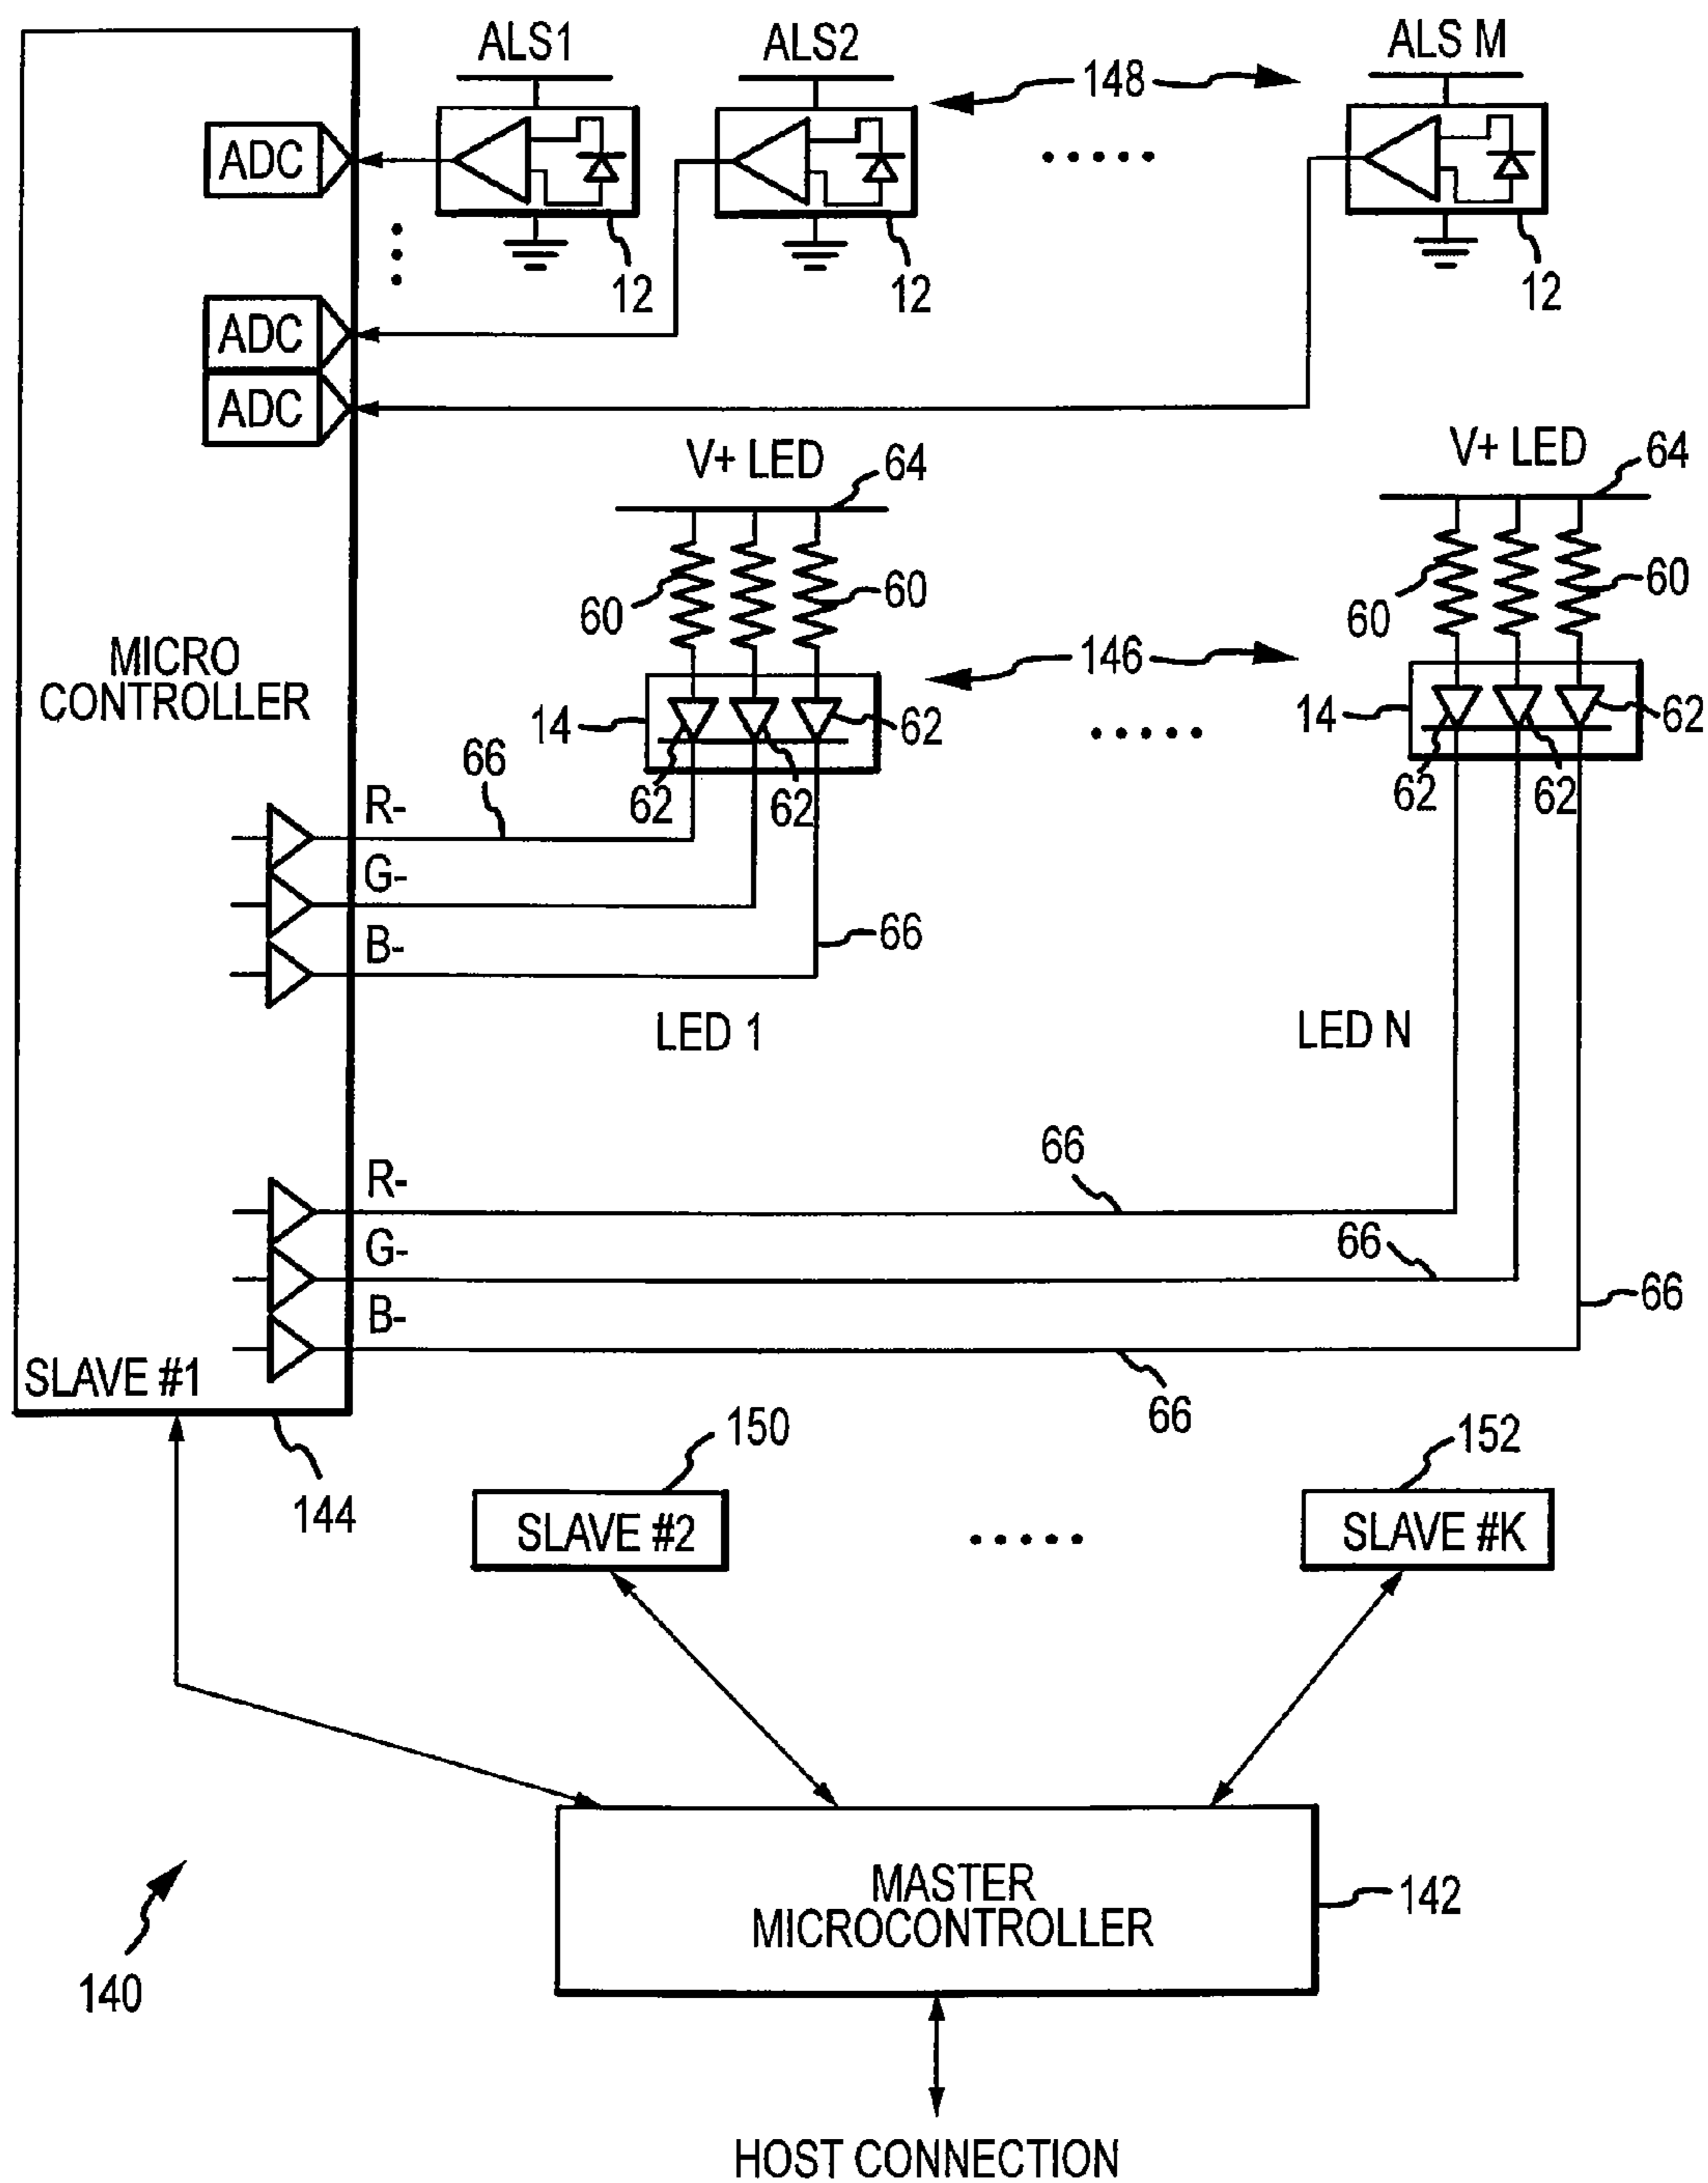 ALS1
ALS2
148
ALS M
ADC
12
12
12
ADC
ADC
V+ LED
64
V+ LED
64
60
60
60
60
MICRO
CONTROLLER
146
14
62
14
62
62
62
62
62
R-
66
G-
B-
66
LED 1
LED N
R-
66
G-
66
B-
66
SLAVE #1
66
144
150
152
SLAVE #2
SLAVE #K
MASTER
MICROCONTROLLER
142
140
HOST CONNECTION